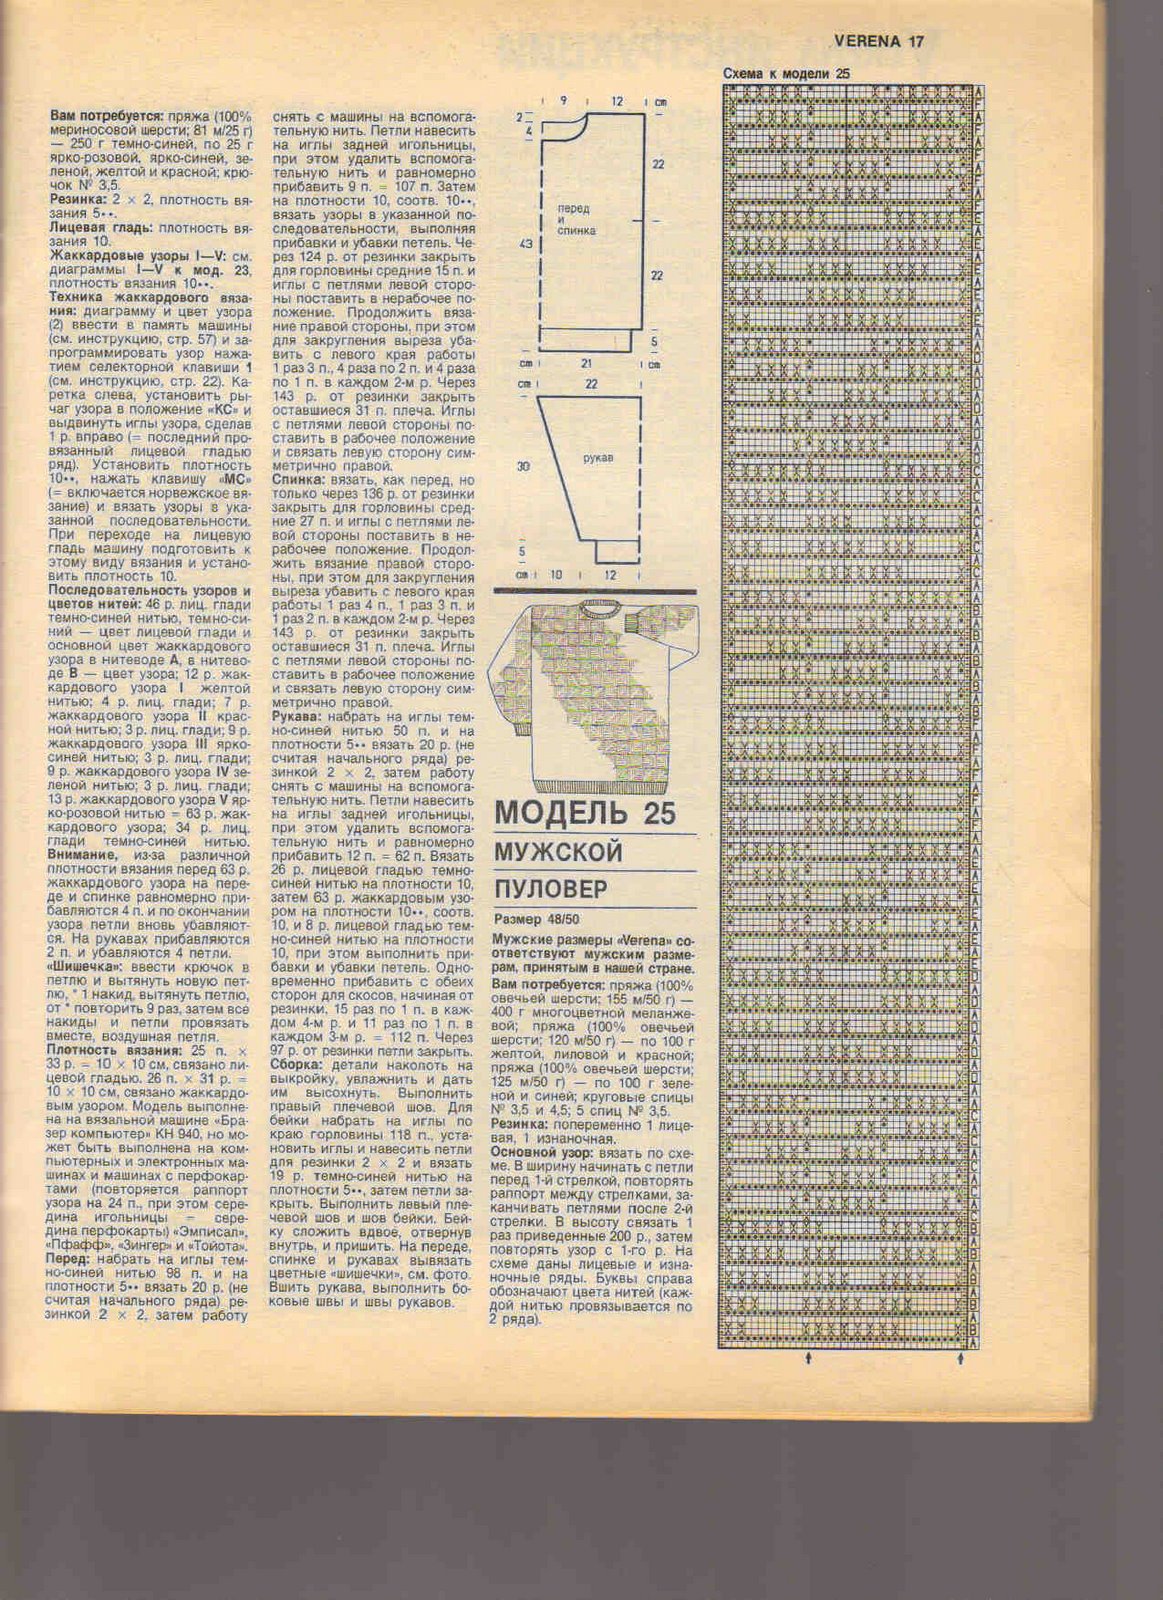 VERENA 17
Вам потребуется: пряжа (100%
мериносовой шерсти; 81 м/25 г)
— 250 г темно-синей, по 25 г
ярко-розовой, ярко-синей, зе-
леной, желтой и красной; крю-
чок № 3,5.
Резинка: 2 × 2, плотность вя-
зания 5••.
Лицевая гладь: плотность вя-
зания 10.
Жаккардовые узоры I—V: см.
диаграммы I—V к мод. 23,
плотность вязания 10••.
Техника жаккардового вяза-
ния: диаграмму и цвет узора
(2) ввести в память машины
(см. инструкцию, стр. 57) и за-
программировать узор нажа-
тием селекторной клавиши 1
(см. инструкцию, стр. 22). Ка-
ретка слева, установить ры-
чаг узора в положение «КС» и
выдвинуть иглы узора, сделав
1 р. вправо (= последний про-
вязанный лицевой гладью
ряд). Установить плотность
10••, нажать клавишу «МС»
(= включается норвежское вя-
зание) и вязать узоры в ука-
занной последовательности.
При переходе на лицевую
гладь машину подготовить к
этому виду вязания и устано-
вить плотность 10.
Последовательность узоров и
цветов нитей: 46 р. лиц. глади
темно-синей нитью, темно-си-
ний — цвет лицевой глади и
основной цвет жаккардового
узора в нитеводе А, в нитево-
де В — цвет узора; 12 р. жак-
кардового узора I желтой
нитью; 4 р. лиц. глади; 7 р.
жаккардового узора II крас-
ной нитью; 3 р. лиц. глади; 9 р.
жаккардового узора III ярко-
синей нитью; 3 р. лиц. глади;
9 р. жаккардового узора IV зе-
леной нитью; 3 р. лиц. глади;
13 р. жаккардового узора V яр-
ко-розовой нитью = 63 р. жак-
кардового узора; 34 р. лиц.
глади темно-синей нитью.
Внимание, из-за различной
плотности вязания перед 63 р.
жаккардового узора на пере-
де и спинке равномерно при-
бавляются 4 п. и по окончании
узора петли вновь убавляют-
ся. На рукавах прибавляются
2 п. и убавляются 4 петли.
«Шишечка»: ввести крючок в
петлю и вытянуть новую пет-
лю, * 1 накид, вытянуть петлю,
от * повторить 9 раз, затем все
накиды и петли провязать
вместе, воздушная петля.
Плотность вязания: 25 п. ×
33 р. = 10 × 10 см, связано ли-
цевой гладью. 26 п. × 31 р. =
10 × 10 см, связано жаккардо-
вым узором. Модель выполне-
на на вязальной машине «Бра-
зер компьютер» КН 940, но мо-
жет быть выполнена на ком-
пьютерных и электронных ма-
шинах и машинах с перфокар-
тами (повторяется раппорт
узора на 24 п., при этом сере-
дина игольницы = сере-
дина перфокарты) «Эмписал»,
«Пфафф», «Зингер» и «Тойота».
Перед: набрать на иглы тем-
но-синей нитью 98 п. и на
плотности 5•• вязать 20 р. (не
считая начального ряда) ре-
зинкой 2 × 2, затем работу
снять с машины на вспомога-
тельную нить. Петли навесить
на иглы задней игольницы,
при этом удалить вспомога-
тельную нить и равномерно
прибавить 9 п. = 107 п. Затем
на плотности 10, соотв. 10••,
вязать узоры в указанной по-
следовательности, выполняя
прибавки и убавки петель. Че-
рез 124 р. от резинки закрыть
для горловины средние 15 п. и
иглы с петлями левой сторо-
ны поставить в нерабочее по-
ложение. Продолжить вяза-
ние правой стороны, при этом
для закругления выреза уба-
вить с левого края работы
1 раз 3 п., 4 раза по 2 п. и 4 раза
по 1 п. в каждом 2-м р. Через
143 р. от резинки закрыть
оставшиеся 31 п. плеча. Иглы
с петлями левой стороны по-
ставить в рабочее положение
и связать левую сторону сим-
метрично правой.
Спинка: вязать, как перед, но
только через 136 р. от резинки
закрыть для горловины сред-
ние 27 п. и иглы с петлями ле-
вой стороны поставить в не-
рабочее положение. Продол-
жить вязание правой сторо-
ны, при этом для закругления
выреза убавить с левого края
работы 1 раз 4 п., 1 раз 3 п. и
1 раз 2 п. в каждом 2-м р. Через
143 р. от резинки закрыть
оставшиеся 31 п. плеча. Иглы
с петлями левой стороны по-
ставить в рабочее положение
и связать левую сторону сим-
метрично правой.
Рукава: набрать на иглы тем-
но-синей нитью 50 п. и на
плотности 5•• вязать 20 р. (не
считая начального ряда) ре-
зинкой 2 × 2, затем работу
снять с машины на вспомога-
тельную нить. Петли навесить
на иглы задней игольницы,
при этом удалить вспомога-
тельную нить и равномерно
прибавить 12 п. = 62 п. Вязать
26 р. лицевой гладью темно-
синей нитью на плотности 10,
затем 63 р. жаккардовым узо-
ром на плотности 10••, соотв.
10, и 8 р. лицевой гладью тем-
но-синей нитью на плотности
10, при этом выполнить при-
бавки и убавки петель. Одно-
временно прибавить с обеих
сторон для скосов, начиная от
резинки, 15 раз по 1 п. в каж-
дом 4-м р. и 11 раз по 1 п. в
каждом 3-м р. = 112 п. Через
97 р. от резинки петли закрыть.
Сборка: детали наколоть на
выкройку, увлажнить и дать
им высохнуть. Выполнить
правый плечевой шов. Для
бейки набрать на иглы по
краю горловины 118 п., уста-
новить иглы и навесить петли
для резинки 2 × 2 и вязать
19 р. темно-синей нитью на
плотности 5••, затем петли за-
крыть. Выполнить левый пле-
чевой шов и шов бейки. Бей-
ку сложить вдвое, отвернув
внутрь, и пришить. На переде,
спинке и рукавах вывязать
цветные «шишечки», см. фото.
Вшить рукава, выполнить бо-
ковые швы и швы рукавов.
9 12 cm
2
4
22
перед
и
спинка
43
22
5
cm 21 cm
cm 22
30
рукав
5
cm 10 12
МОДЕЛЬ 25
МУЖСКОЙ
ПУЛОВЕР
Размер 48/50
Мужские размеры «Verena» со-
ответствуют мужским разме-
рам, принятым в нашей стране.
Вам потребуется: пряжа (100%
овечьей шерсти; 155 м/50 г) —
400 г многоцветной меланже-
вой; пряжа (100% овечьей
шерсти; 120 м/50 г) — по 100 г
желтой, лиловой и красной;
пряжа (100% овечьей шерсти;
125 м/50 г) — по 100 г зеле-
ной и синей; круговые спицы
№ 3,5 и 4,5; 5 спиц № 3,5.
Резинка: попеременно 1 лице-
вая, 1 изнаночная.
Основной узор: вязать по схе-
ме. В ширину начинать с петли
перед 1-й стрелкой, повторять
раппорт между стрелками, за-
канчивать петлями после 2-й
стрелки. В высоту связать 1
раз приведенные 200 р., затем
повторять узор с 1-го р. На
схеме даны лицевые и изна-
ночные ряды. Буквы справа
обозначают цвета нитей (каж-
дой нитью провязывается по
2 ряда).
Схема к модели 25